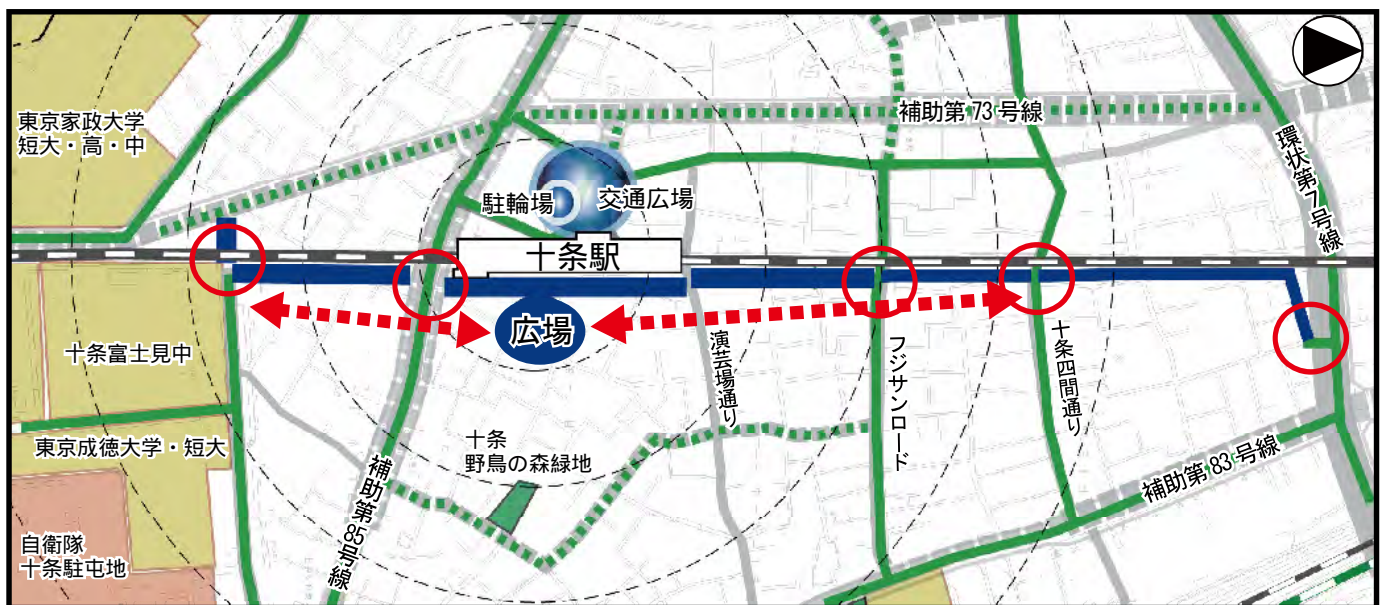 東京家政大学
短大・高・中
補助第73号線
環状第7号線
駐輪場
交通広場
十条駅
広場
十条富士見中
演芸場通り
フジサンロード
十条四間通り
東京成徳大学・短大
十条
野鳥の森緑地
補助第85号線
補助第83号線
自衛隊
十条駐屯地